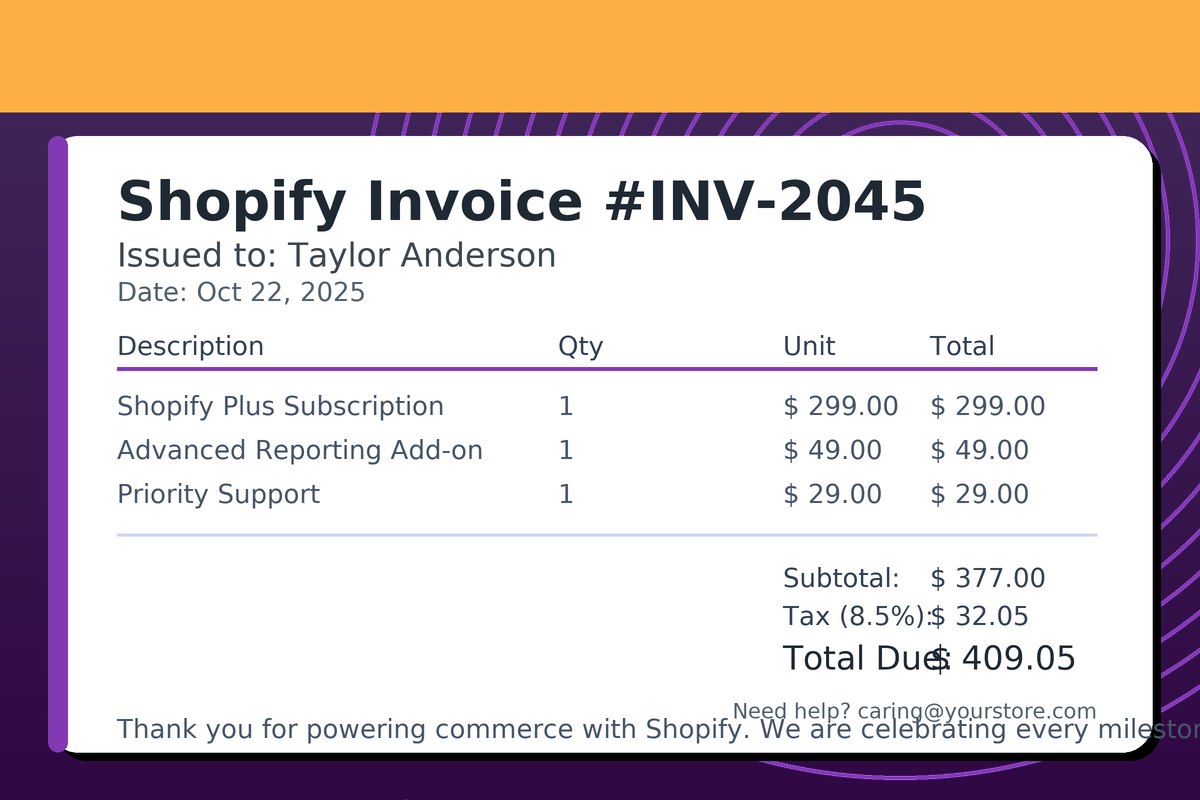 Shopify Invoice #INV-2045
Issued to: Taylor Anderson
Date: Oct 22, 2025
Description Qty Unit Total
Shopify Plus Subscription 1 $ 299.00 $ 299.00
Advanced Reporting Add-on 1 $ 49.00 $ 49.00
Priority Support 1 $ 29.00 $ 29.00
Subtotal: $ 377.00
Tax (8.5%): $ 32.05
Total Due: $ 409.05
Need help? caring@yourstore.com
Thank you for powering commerce with Shopify. We are celebrating every